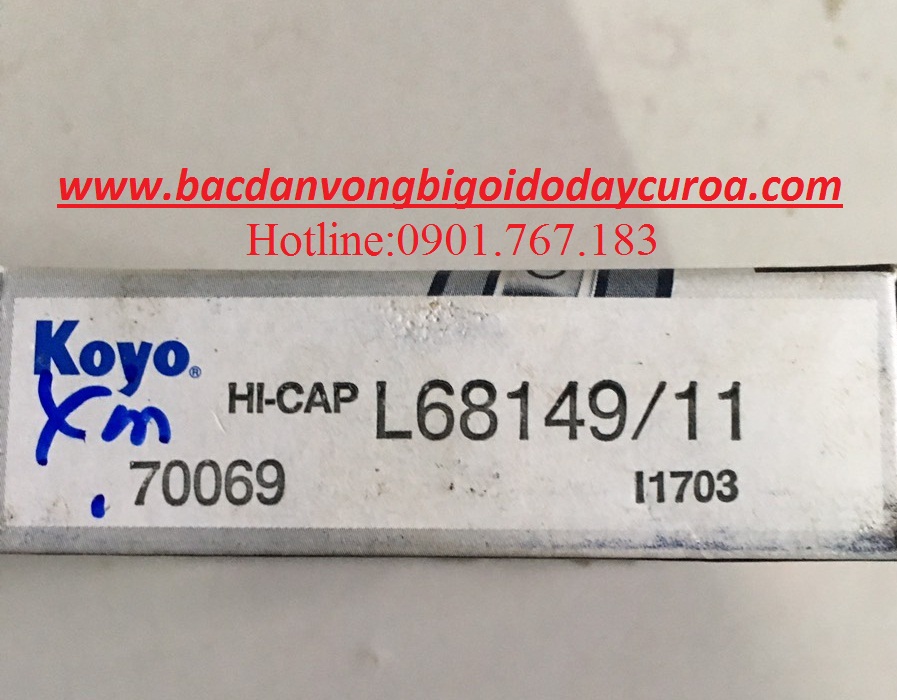 www.bacdanvongbigoidodaycuroa.com
Hotline:0901.767.183
Koyo®
HI-CAP L68149/11
Xm
70069 I1703